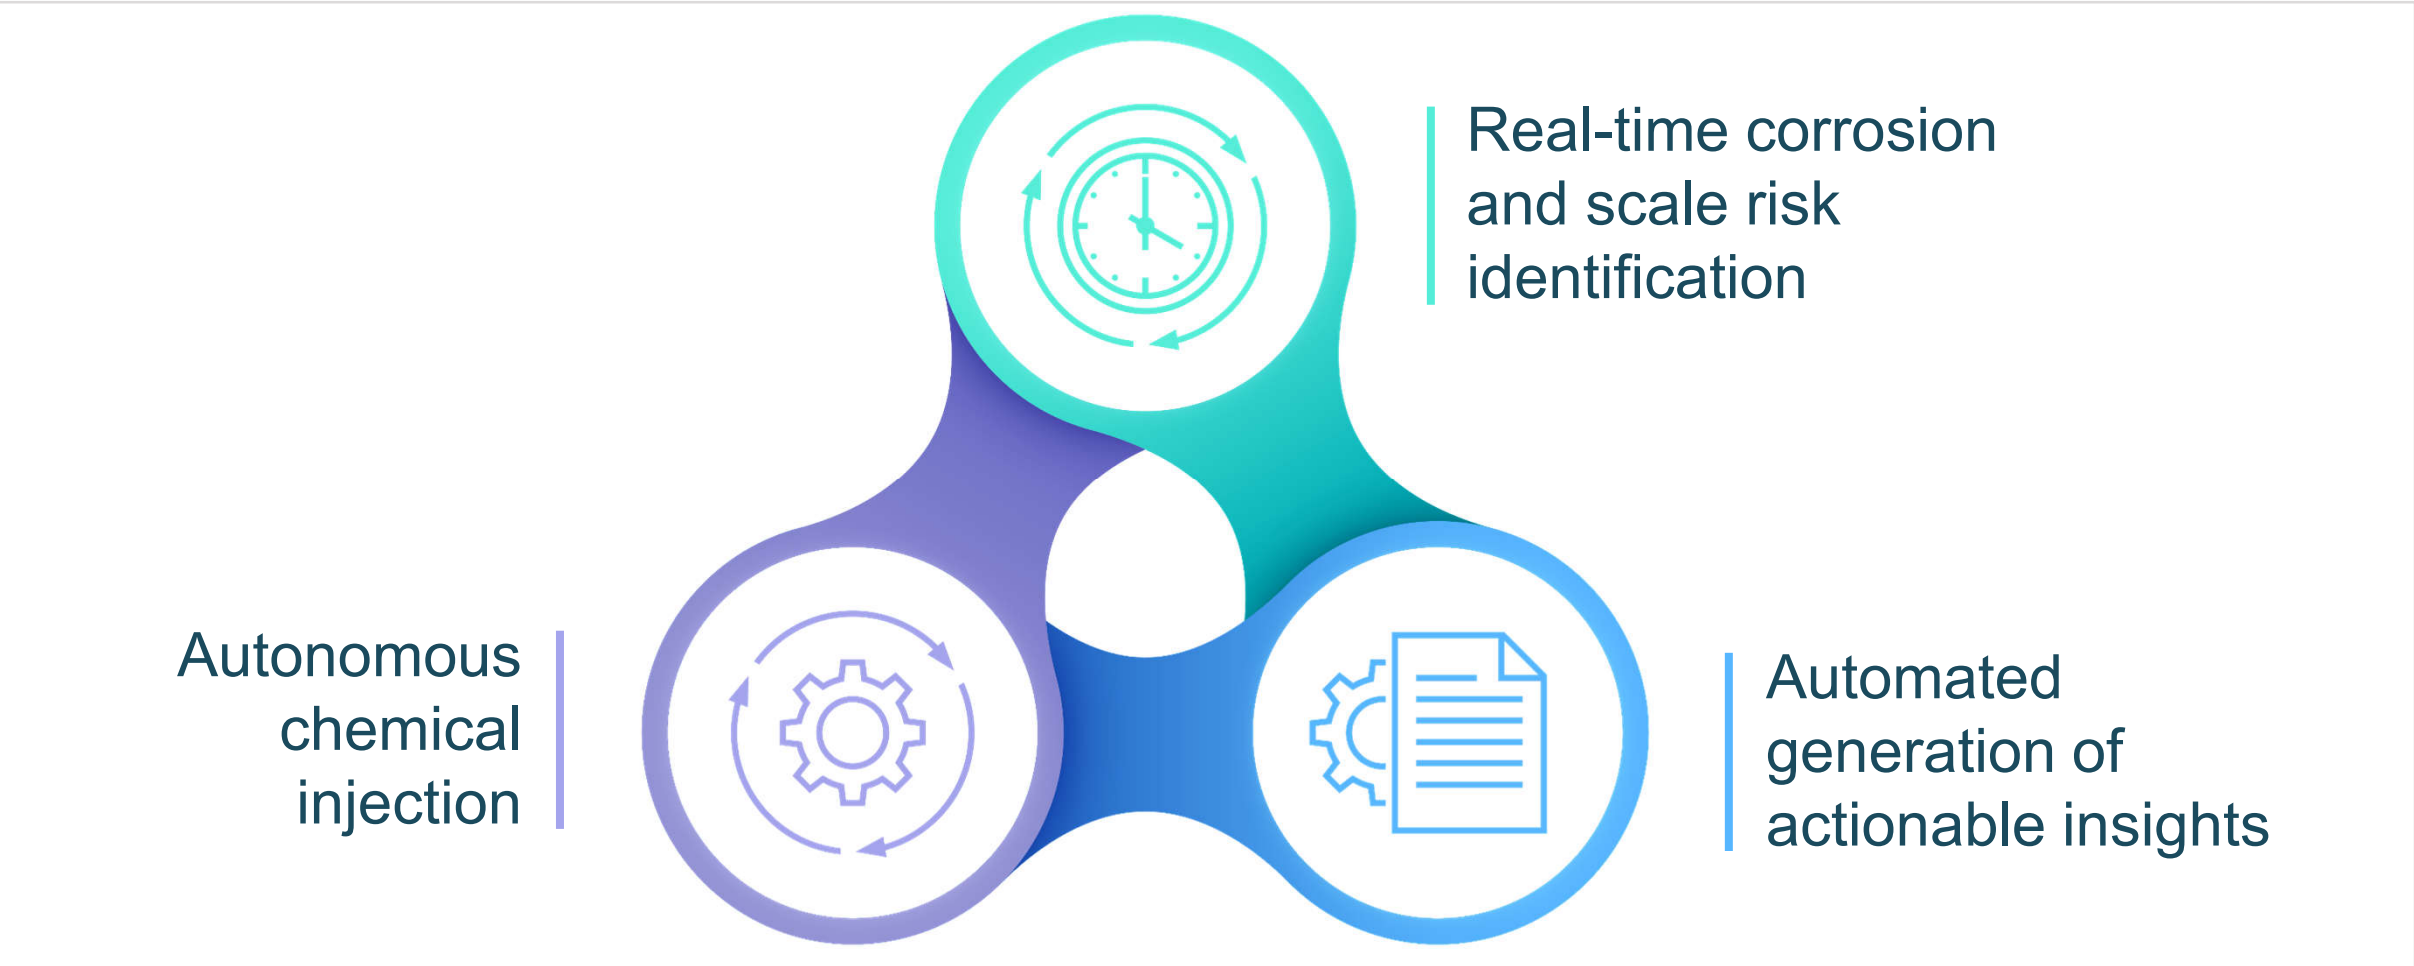 Real-time corrosion
and scale risk
identification
Autonomous
chemical
injection
Automated
generation of
actionable insights